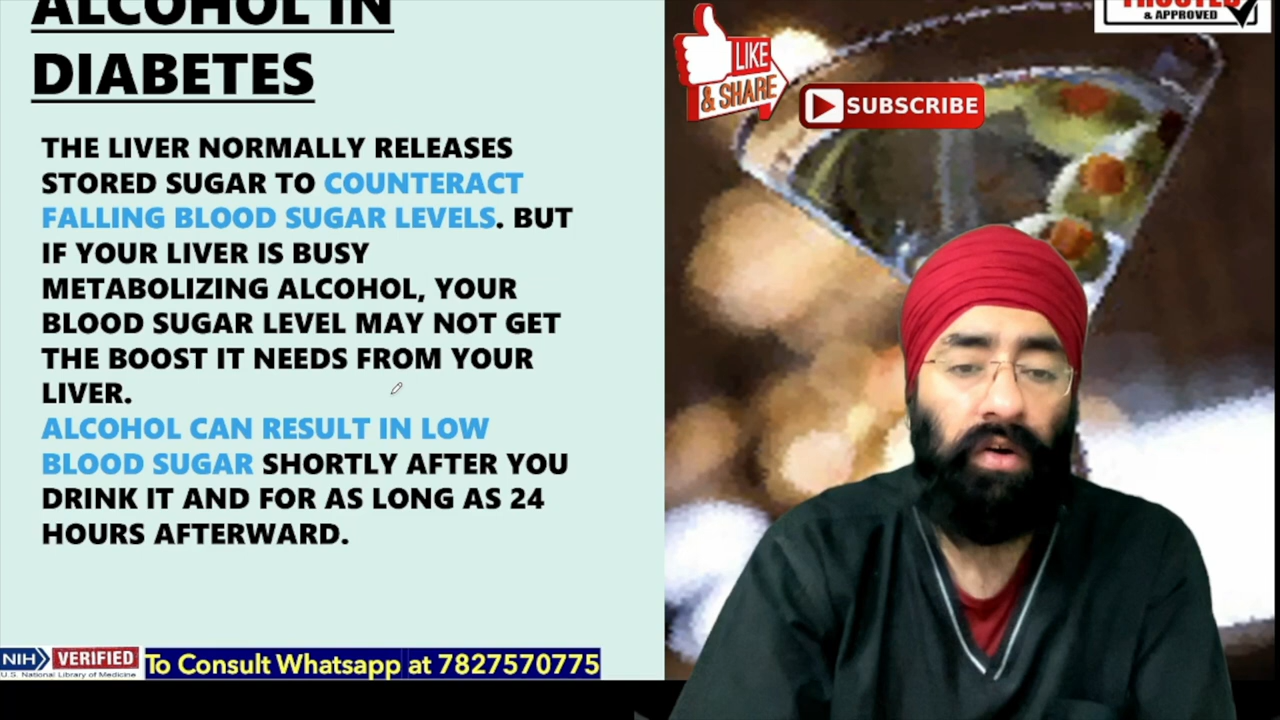 ALCOHOL IN
DIABETES
THE LIVER NORMALLY RELEASES
STORED SUGAR TO COUNTERACT
FALLING BLOOD SUGAR LEVELS. BUT
IF YOUR LIVER IS BUSY
METABOLIZING ALCOHOL, YOUR
BLOOD SUGAR LEVEL MAY NOT GET
THE BOOST IT NEEDS FROM YOUR
LIVER.
ALCOHOL CAN RESULT IN LOW
BLOOD SUGAR SHORTLY AFTER YOU
DRINK IT AND FOR AS LONG AS 24
HOURS AFTERWARD.
NIH VERIFIED
U.S. National Library of Medicine
To Consult Whatsapp at 7827570775
LIKE
& SHARE
SUBSCRIBE
TRUSTED
& APPROVED